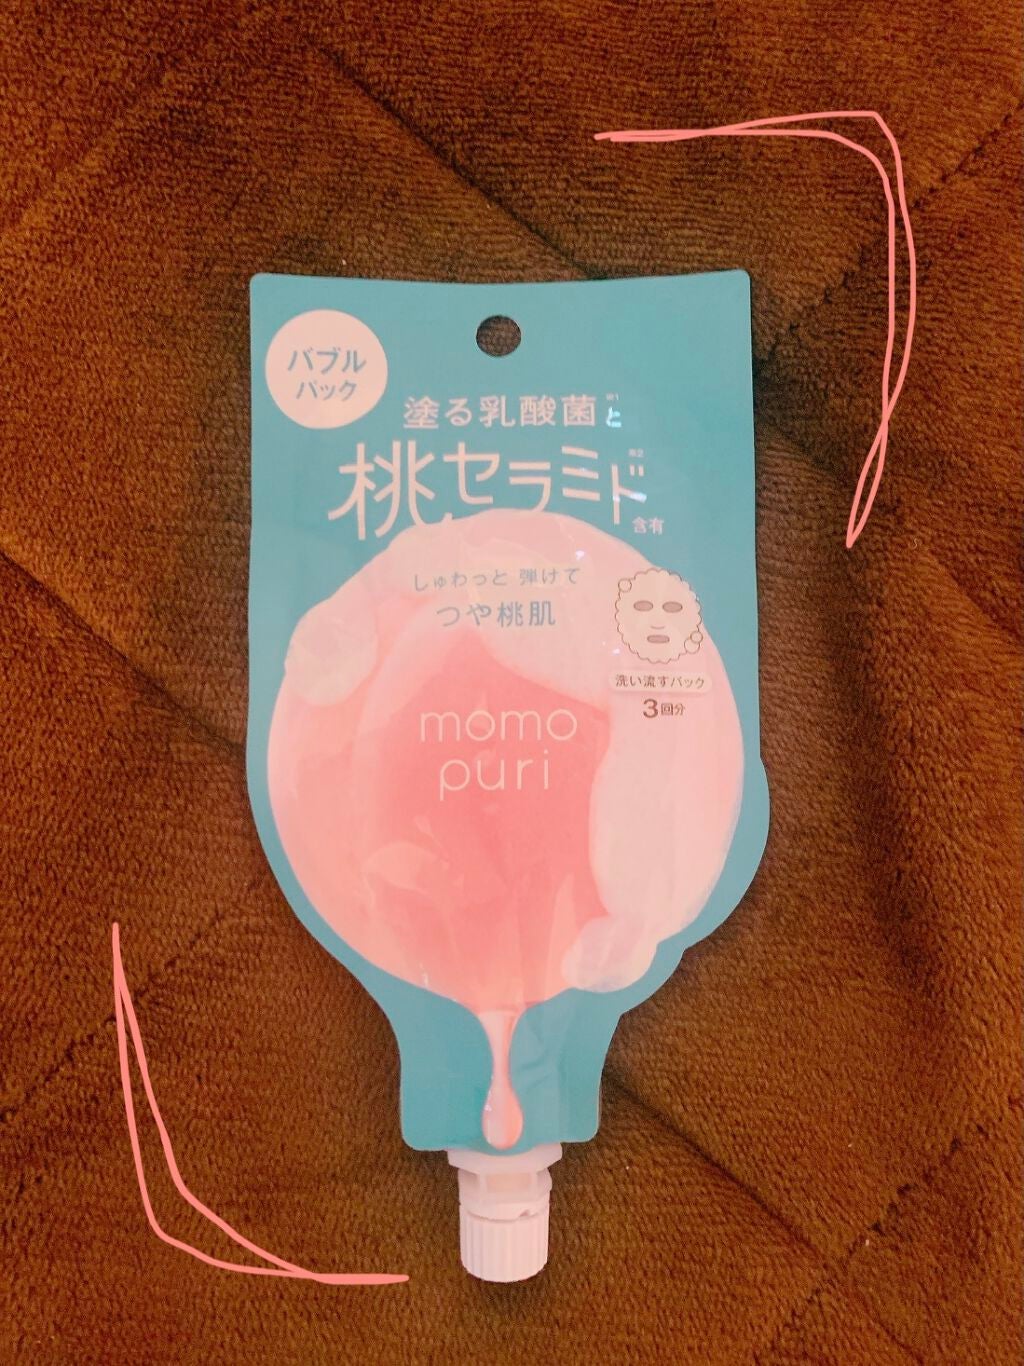 バブル
パック
塗る乳酸菌※1と
桃セラミド※2
含有
しゅわっと 弾けて
つや桃肌
洗い流すパック
3回分
momo
puri